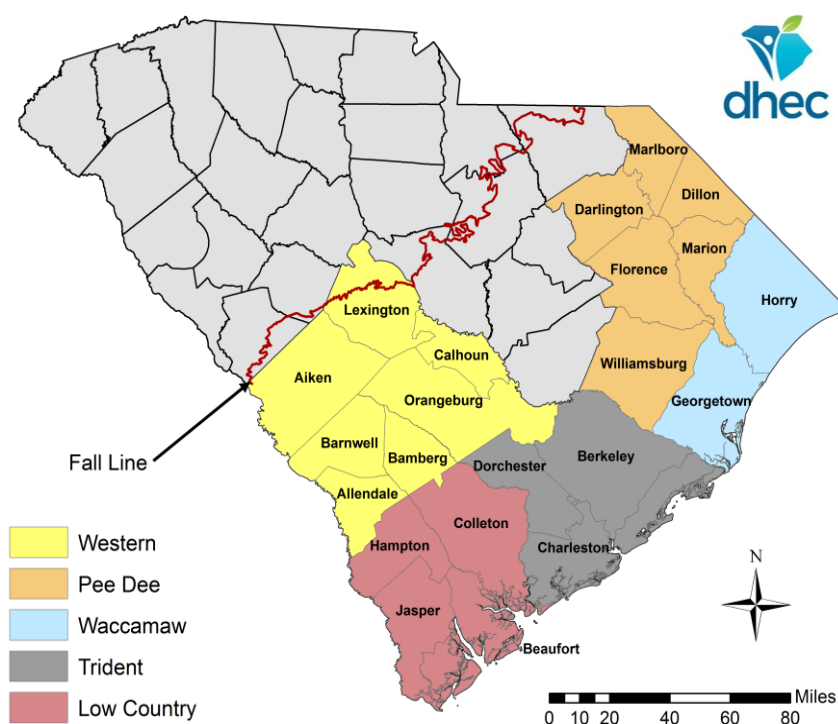 dhec
Marlboro
Dillon
Darlington
Marion
Florence
Horry
Lexington
Calhoun
Williamsburg
Aiken
Orangeburg
Georgetown
Fall Line
Barnwell
Bamberg
Dorchester
Berkeley
Allendale
Colleton
Hampton
Charleston
Jasper
Beaufort
Western
Pee Dee
Waccamaw
Trident
Low Country
N
Miles
0 10 20 40 60 80